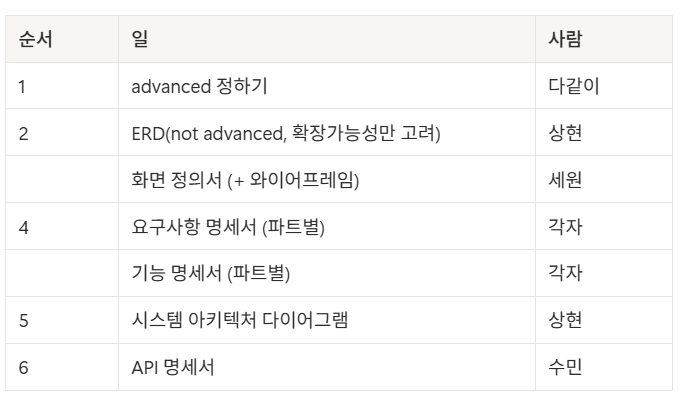 순서 일 사람
1 advanced 정하기 다같이
2 ERD(not advanced, 확장가능성만 고려) 상현
화면 정의서 (+ 와이어프레임) 세원
4 요구사항 명세서 (파트별) 각자
기능 명세서 (파트별) 각자
5 시스템 아키텍처 다이어그램 상현
6 API 명세서 수민